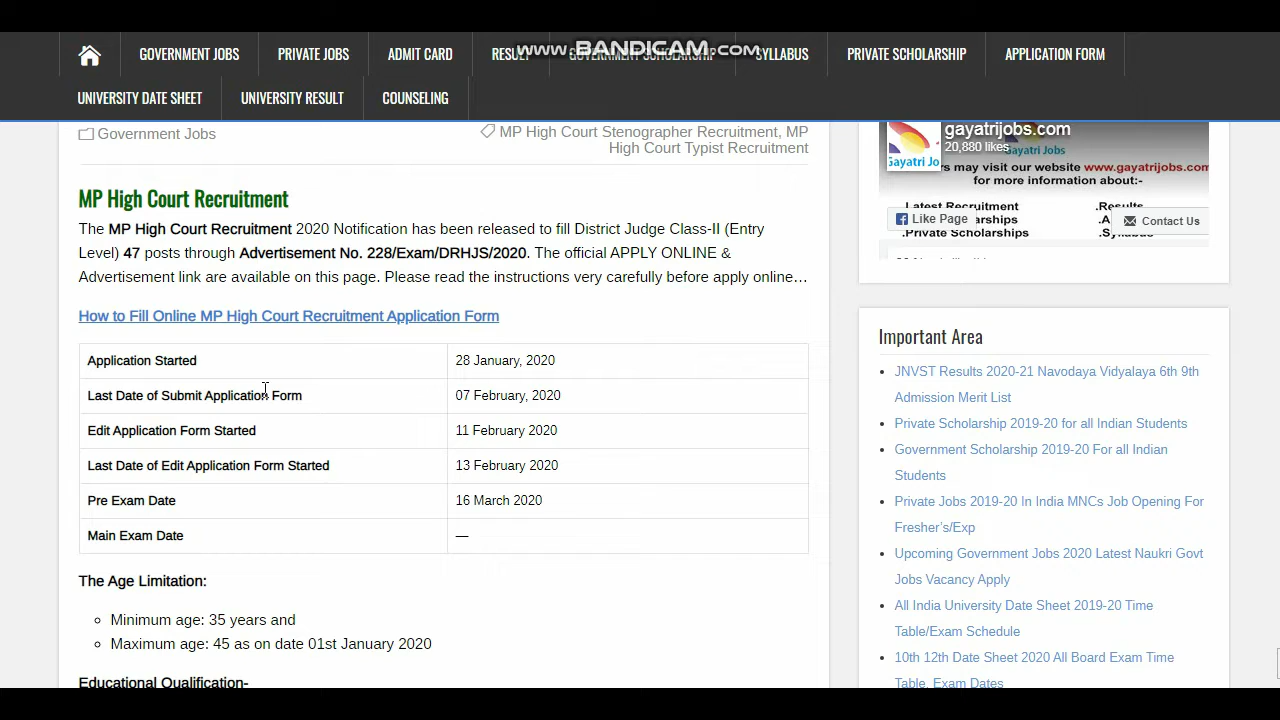 GOVERNMENT JOBS PRIVATE JOBS ADMIT CARD RESULT GOVERNMENT SCHOLARSHIP SYLLABUS PRIVATE SCHOLARSHIP APPLICATION FORM
www.BANDICAM.com
UNIVERSITY DATE SHEET UNIVERSITY RESULT COUNSELING
Government Jobs
MP High Court Stenographer Recruitment, MP
High Court Typist Recruitment
MP High Court Recruitment
The MP High Court Recruitment 2020 Notification has been released to fill District Judge Class-II (Entry
Level) 47 posts through Advertisement No. 228/Exam/DRHJS/2020. The official APPLY ONLINE &
Advertisement link are available on this page. Please read the instructions very carefully before apply online…
How to Fill Online MP High Court Recruitment Application Form
Application Started 28 January, 2020
Last Date of Submit Application Form 07 February, 2020
Edit Application Form Started 11 February 2020
Last Date of Edit Application Form Started 13 February 2020
Pre Exam Date 16 March 2020
Main Exam Date —
The Age Limitation:
Minimum age: 35 years and
Maximum age: 45 as on date 01st January 2020
Educational Qualification-
gayatrijobs.com
20,880 likes
Gayatri Jo
Gayatri Jobs
rs may visit our website www.gayatrijobs.com
for more information about:-
.Latest Recruitment .Results
Like Page
arships
Contact Us
.Private Scholarships .Syllabus
Important Area
JNVST Results 2020-21 Navodaya Vidyalaya 6th 9th
Admission Merit List
Private Scholarship 2019-20 for all Indian Students
Government Scholarship 2019-20 For all Indian
Students
Private Jobs 2019-20 In India MNCs Job Opening For
Fresher's/Exp
Upcoming Government Jobs 2020 Latest Naukri Govt
Jobs Vacancy Apply
All India University Date Sheet 2019-20 Time
Table/Exam Schedule
10th 12th Date Sheet 2020 All Board Exam Time
Table, Exam Dates